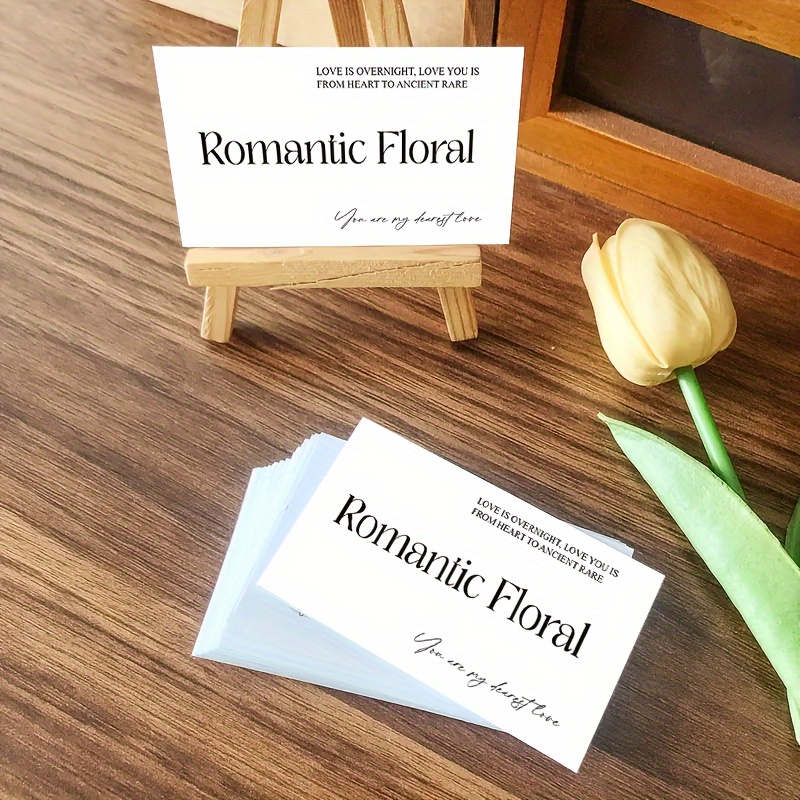 LOVE IS OVERNIGHT, LOVE YOU IS
FROM HEART TO ANCIENT RARE
Romantic Floral
You are my dearest love
LOVE IS OVERNIGHT, LOVE YOU IS
FROM HEART TO ANCIENT RARE
Romantic Floral
You are my dearest love